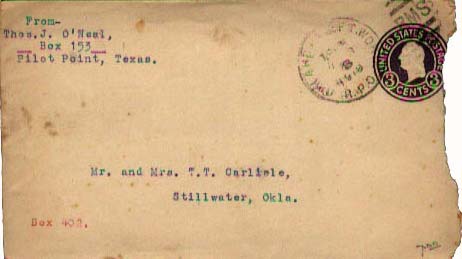 From-
Thos. J. O'Neal,
Box 153
Pilot Point, Texas.
RMS
UNITED STATES
3 CENTS 3
R.P.O.
Mr. and Mrs. T.T. Carlisle,
Stillwater, Okla.
Box 402.